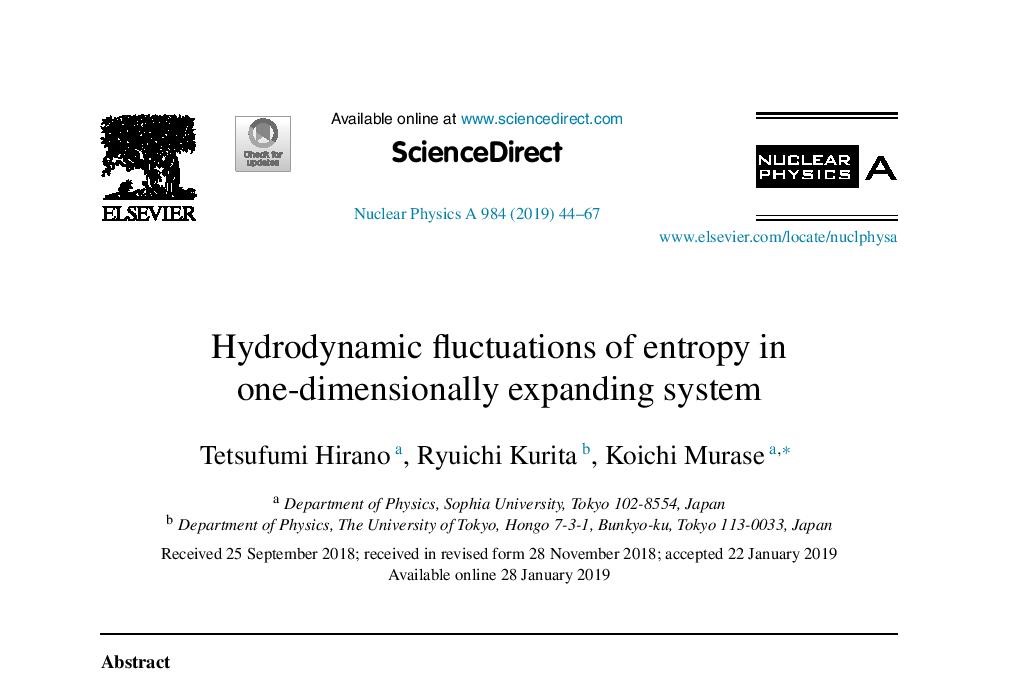 Available online at www.sciencedirect.com
ScienceDirect
ELSEVIER
Check for
updates
Nuclear Physics A 984 (2019) 44–67
NUCLEAR
PHYSICS A
www.elsevier.com/locate/nuclphysa
Hydrodynamic fluctuations of entropy in
one-dimensionally expanding system
Tetsufumi Hirano a, Ryuichi Kurita b, Koichi Murase a,*
a Department of Physics, Sophia University, Tokyo 102-8554, Japan
b Department of Physics, The University of Tokyo, Hongo 7-3-1, Bunkyo-ku, Tokyo 113-0033, Japan
Received 25 September 2018; received in revised form 28 November 2018; accepted 22 January 2019
Available online 28 January 2019
Abstract